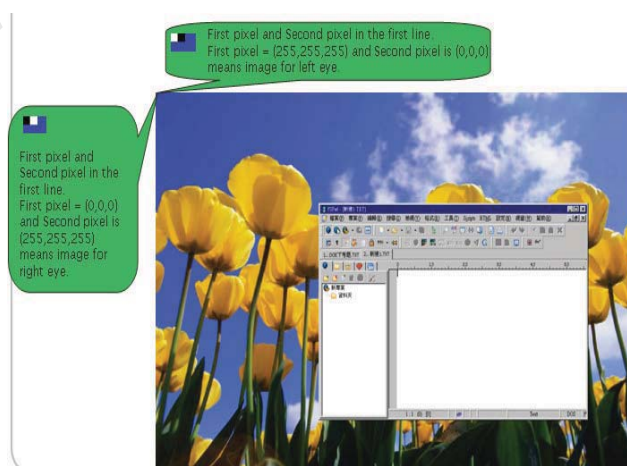 First pixel and Second pixel in the first line.
First pixel = (255,255,255) and Second pixel is (0,0,0)
means image for left eye.
First pixel and
Second pixel in the
first line.
First pixel = (0,0,0)
and Second pixel is
(255,255,255)
means image for
right eye.
Text
DOS